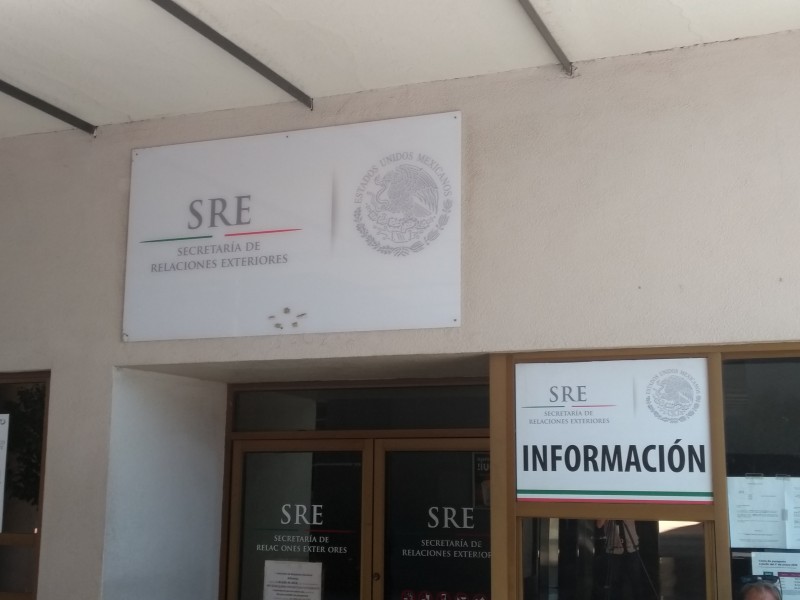 SRE
SECRETARÍA DE
RELACIONES EXTERIORES
ESTADOS UNIDOS MEXICANOS
SRE
SECRETARÍA DE
RELACIONES EXTERIORES
INFORMACIÓN
SRE
SECRETARÍA DE
RELAC ONES EXTER ORES
SRE
SECRETARÍA DE
RELACIONES EXTERIOR